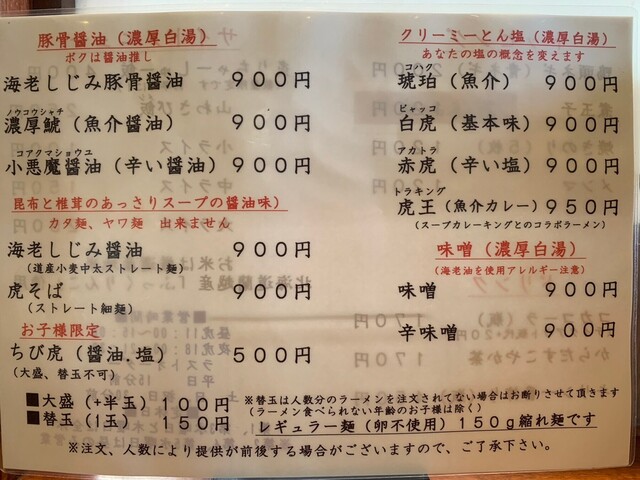 豚骨醤油(濃厚白湯)
ボクは醤油推し
海老しじみ豚骨醤油 900円
ノウコウシャチ
濃厚鯱(魚介醤油) 900円
コアクマショウユ
小悪魔醤油(辛い醤油) 900円
昆布と椎茸のあっさりスープの醤油味)
カタ麺、ヤワ麺 出来ません
海老しじみ醤油 900円
(道産小麦中太ストレート麺)
虎そば 900円
(ストレート細麺)
お子様限定
ちび虎(醤油.塩) 500円
(大盛、替玉不可)
■大盛(+半玉) 100円
■替玉(1玉) 150円
クリーミーとん塩(濃厚白湯)
あなたの塩の概念を変えます
コハク
琥珀(魚介) 900円
ビャッコ
白虎(基本味) 900円
アカトラ
赤虎(辛い塩) 900円
トラキング
虎王(魚介カレー) 950円
(スープカレーキングとのコラボラーメン)
味噌(濃厚白湯)
(海老油を使用アレルギー注意)
味噌 900円
辛味噌 900円
※替玉は人数分のラーメンを注文されてない場合はお断りさせて頂きます
(ラーメン食べられない年齢のお子様は除く)
レギュラー麺(卵不使用)150g縮れ麺です
※注文、人数により提供が前後する場合がございますので、ご了承下さい。